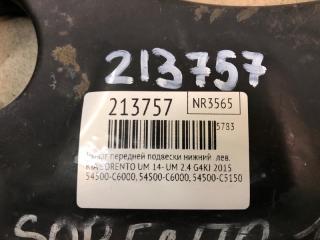 213757
213757 NR3565
5783
Рычаг передней подвески нижний лев.
KIA SORENTO UM 14- UM 2.4 G4KJ 2015
54500-C6000, 54500-C6000, 54500-C5150
SORENTO